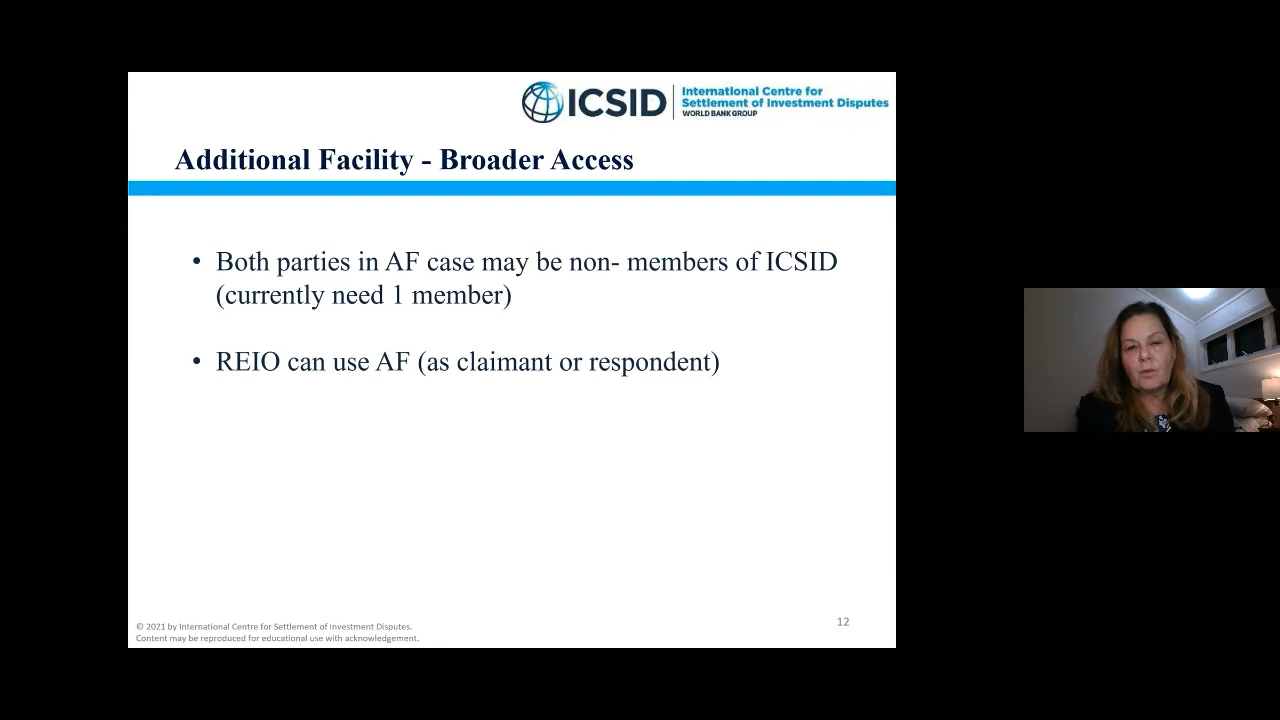 ICSID
International Centre for
Settlement of Investment Disputes
WORLD BANK GROUP
Additional Facility - Broader Access
• Both parties in AF case may be non- members of ICSID
(currently need 1 member)
• REIO can use AF (as claimant or respondent)
© 2021 by International Centre for Settlement of Investment Disputes.
Content may be reproduced for educational use with acknowledgement.
12